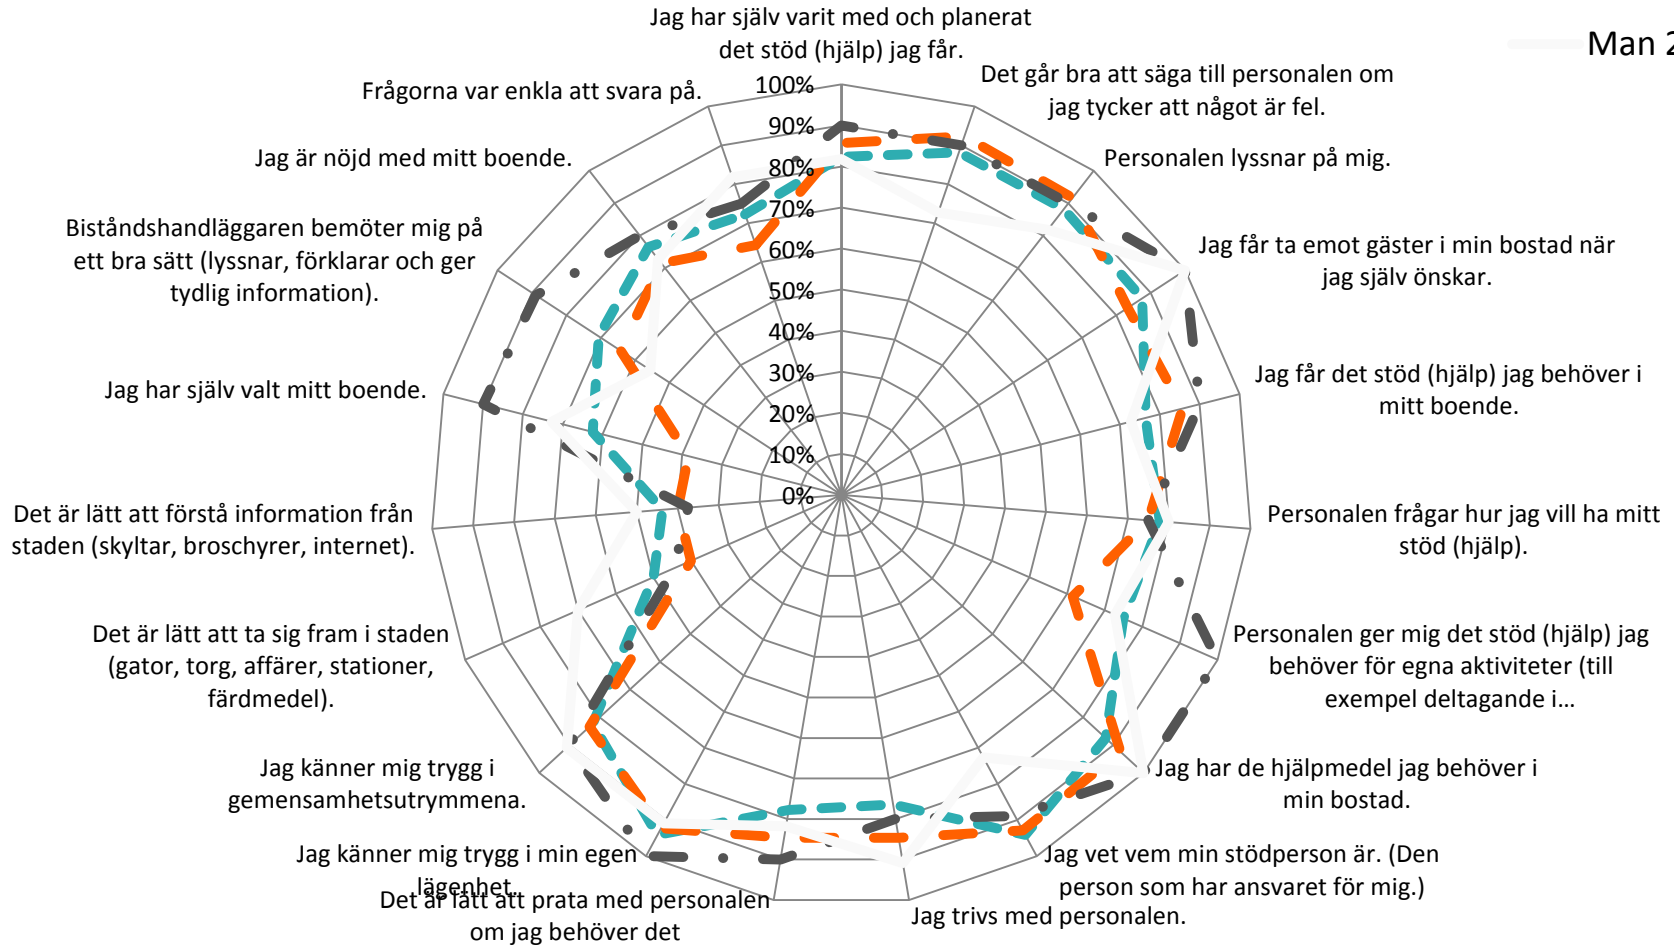 Jag har själv varit med och planerat
det stöd (hjälp) jag får.
Man 2
Det går bra att säga till personalen om
jag tycker att något är fel.
Personalen lyssnar på mig.
Jag får ta emot gäster i min bostad när
jag själv önskar.
Jag får det stöd (hjälp) jag behöver i
mitt boende.
Personalen frågar hur jag vill ha mitt
stöd (hjälp).
Personalen ger mig det stöd (hjälp) jag
behöver för egna aktiviteter (till
exempel deltagande i...
Jag har de hjälpmedel jag behöver i
min bostad.
Jag vet vem min stödperson är. (Den
person som har ansvaret för mig.)
Jag trivs med personalen.
Det är lätt att prata med personalen
om jag behöver det
Jag känner mig trygg i min egen
lägenhet.
Jag känner mig trygg i
gemensamhetsutrymmena.
Det är lätt att ta sig fram i staden
(gator, torg, affärer, stationer,
färdmedel).
Det är lätt att förstå information från
staden (skyltar, broschyrer, internet).
Jag har själv valt mitt boende.
Biståndshandläggaren bemöter mig på
ett bra sätt (lyssnar, förklarar och ger
tydlig information).
Jag är nöjd med mitt boende.
Frågorna var enkla att svara på.
100%
90%
80%
70%
60%
50%
40%
30%
20%
10%
0%